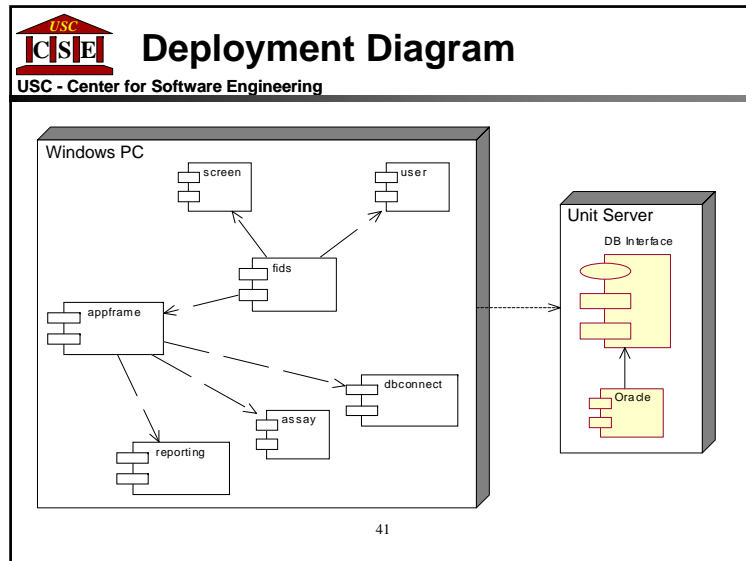 USC
C S E
Deployment Diagram
USC - Center for Software Engineering
Windows PC
screen
user
fids
appframe
dbconnect
assay
reporting
Unit Server
DB Interface
Oracle
41